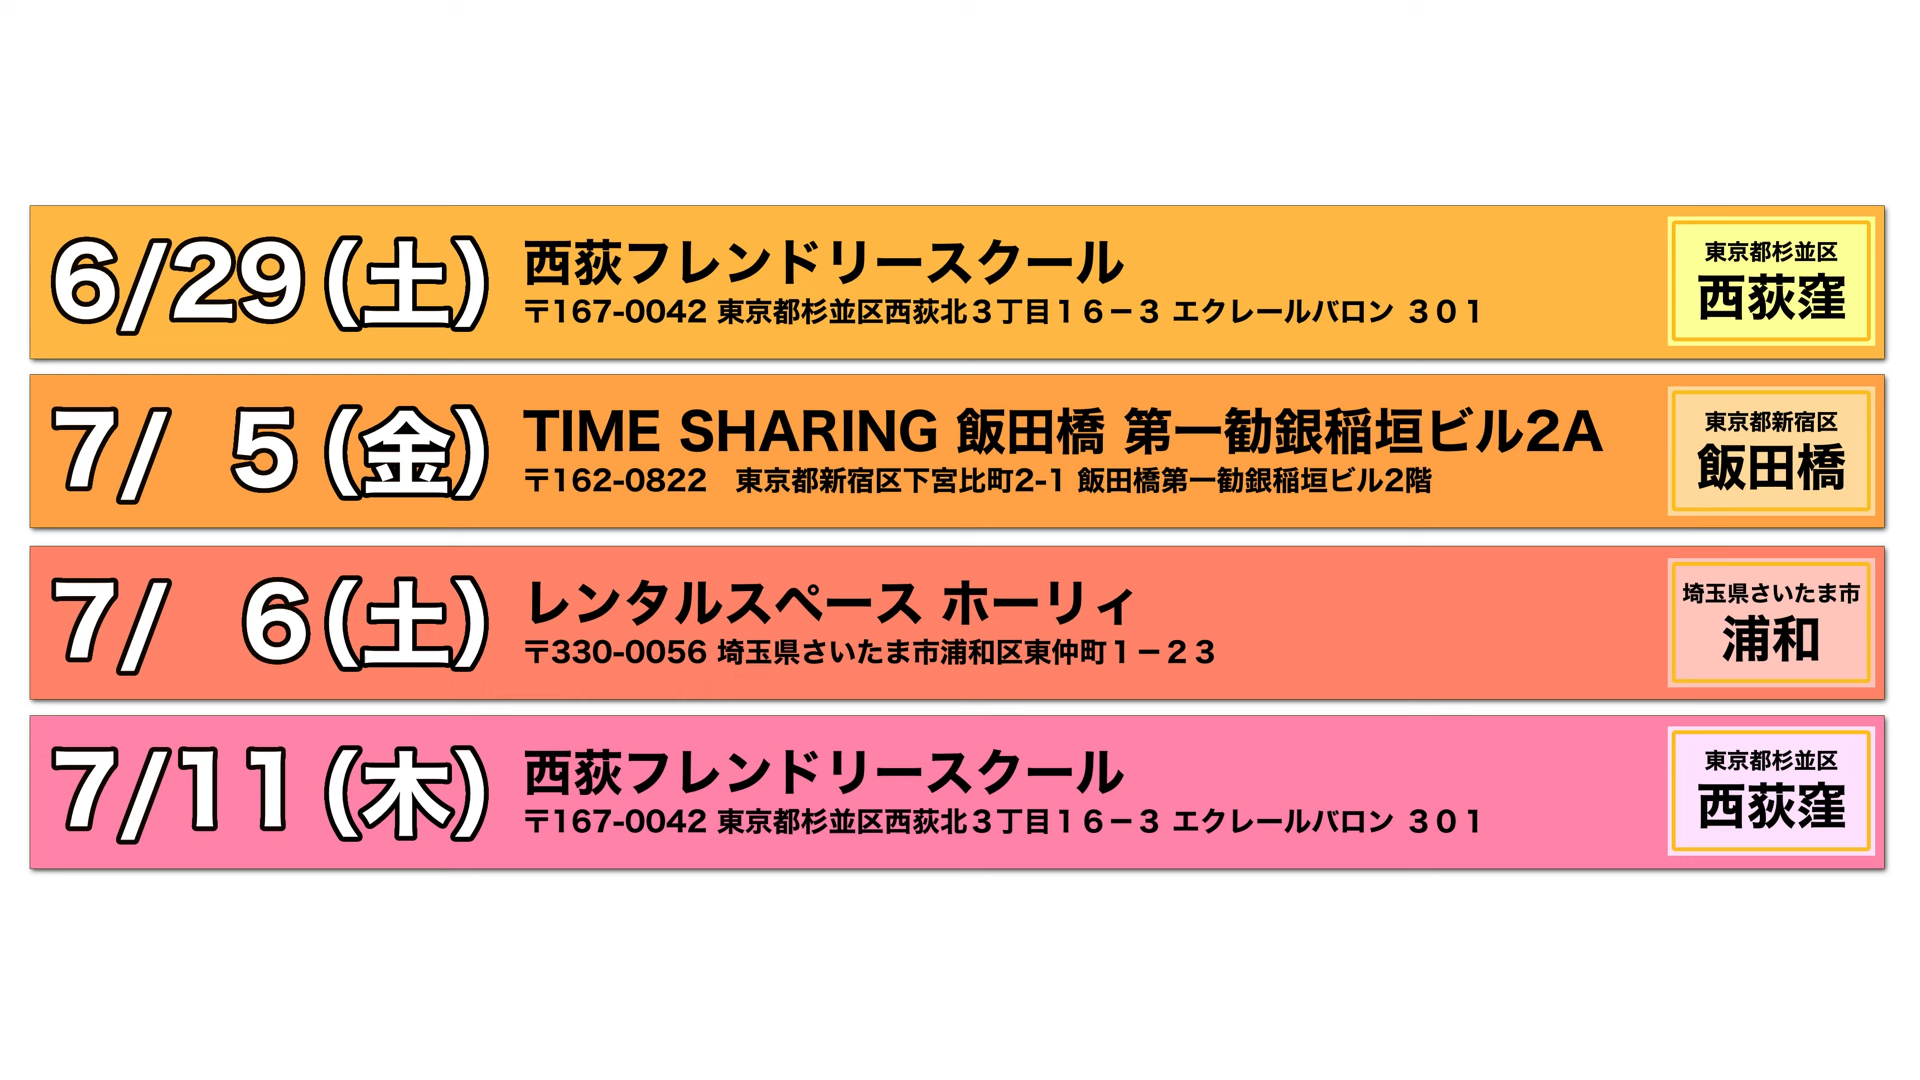 6/29(土)
西荻フレンドリースクール
〒167-0042 東京都杉並区西荻北３丁目１６－３ エクレールバロン ３０１
東京都杉並区
西荻窪
7/ 5(金)
TIME SHARING 飯田橋 第一勧銀稲垣ビル2A
〒162-0822　東京都新宿区下宮比町2-1 飯田橋第一勧銀稲垣ビル2階
東京都新宿区
飯田橋
7/ 6(土)
レンタルスペース ホーリィ
〒330-0056 埼玉県さいたま市浦和区東仲町１－２３
埼玉県さいたま市
浦和
7/11(木)
西荻フレンドリースクール
〒167-0042 東京都杉並区西荻北３丁目１６－３ エクレールバロン ３０１
東京都杉並区
西荻窪